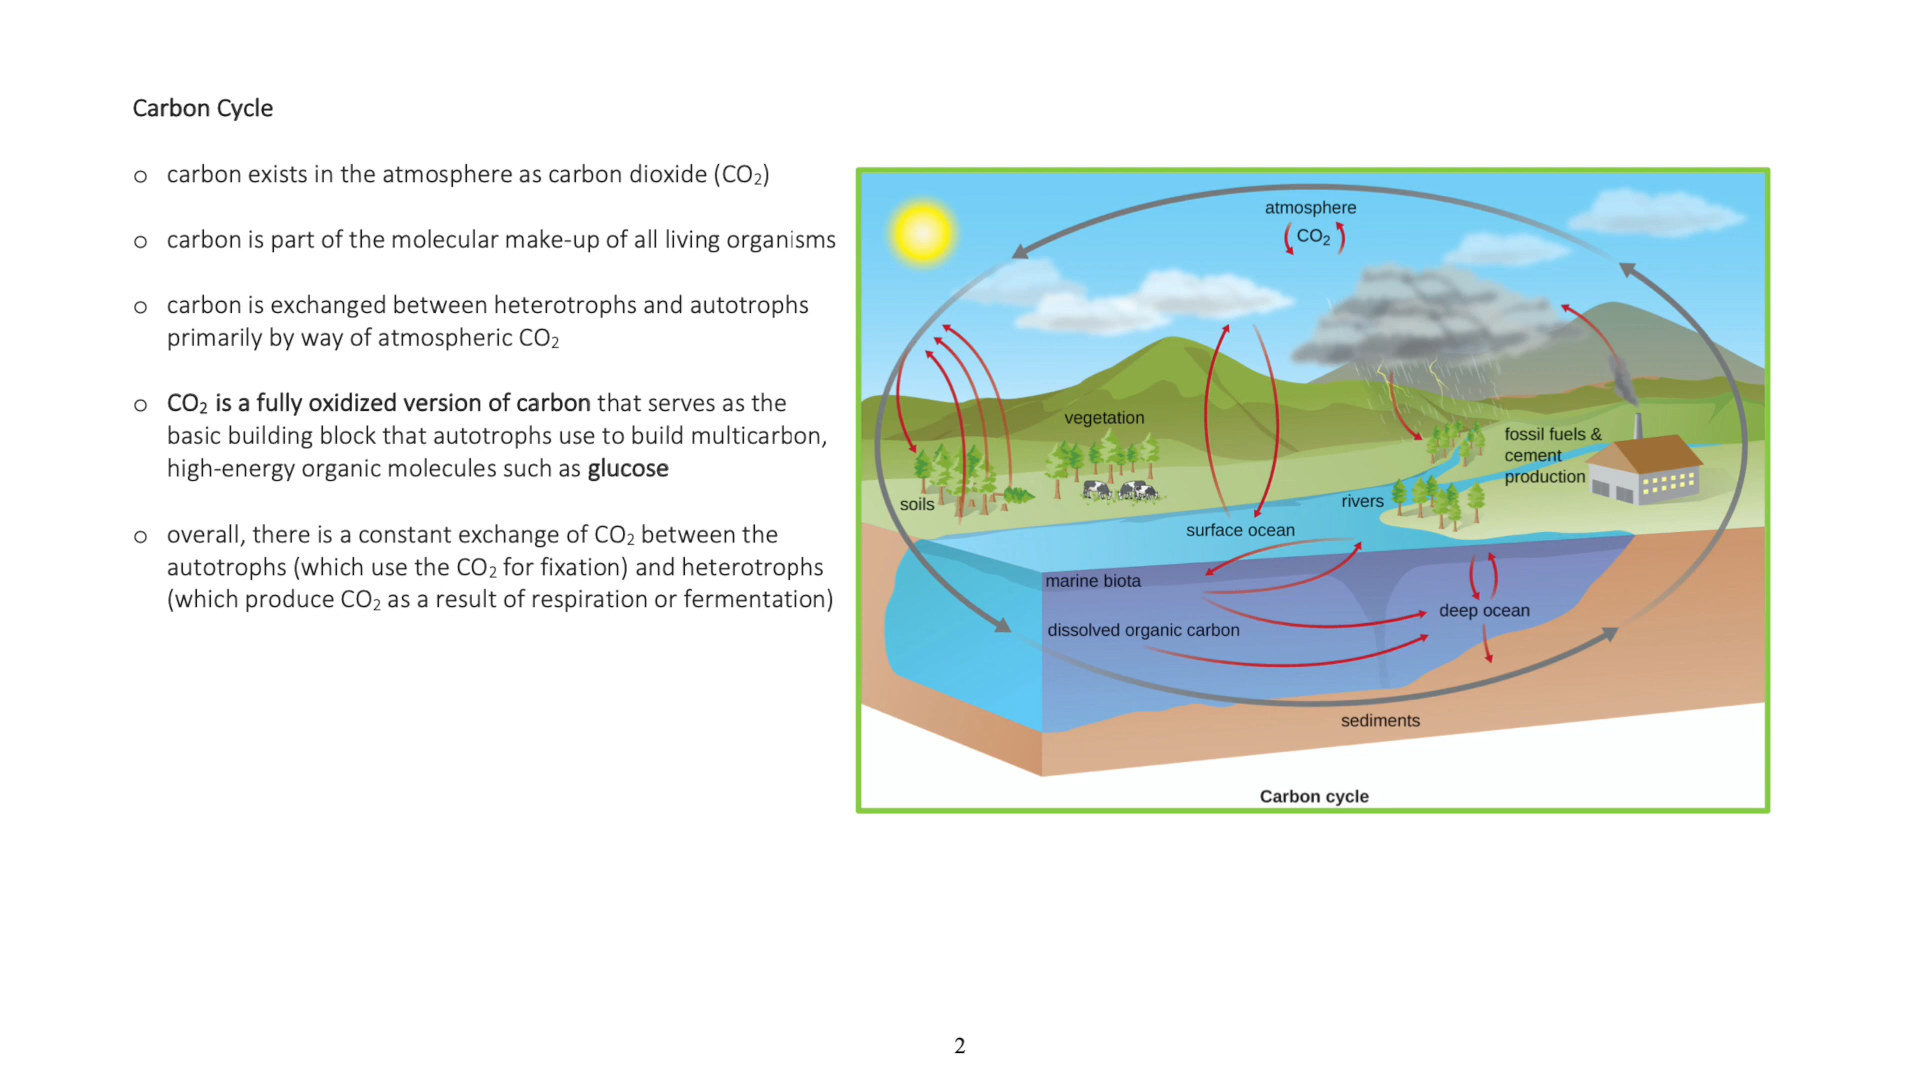 Carbon Cycle
o carbon exists in the atmosphere as carbon dioxide (CO₂)
o carbon is part of the molecular make-up of all living organisms
o carbon is exchanged between heterotrophs and autotrophs
primarily by way of atmospheric CO₂
o CO₂ is a fully oxidized version of carbon that serves as the
basic building block that autotrophs use to build multicarbon,
high-energy organic molecules such as glucose
o overall, there is a constant exchange of CO₂ between the
autotrophs (which use the CO₂ for fixation) and heterotrophs
(which produce CO₂ as a result of respiration or fermentation)
atmosphere
CO₂
vegetation
fossil fuels &
cement
production
soils
rivers
surface ocean
marine biota
deep ocean
dissolved organic carbon
sediments
Carbon cycle
2